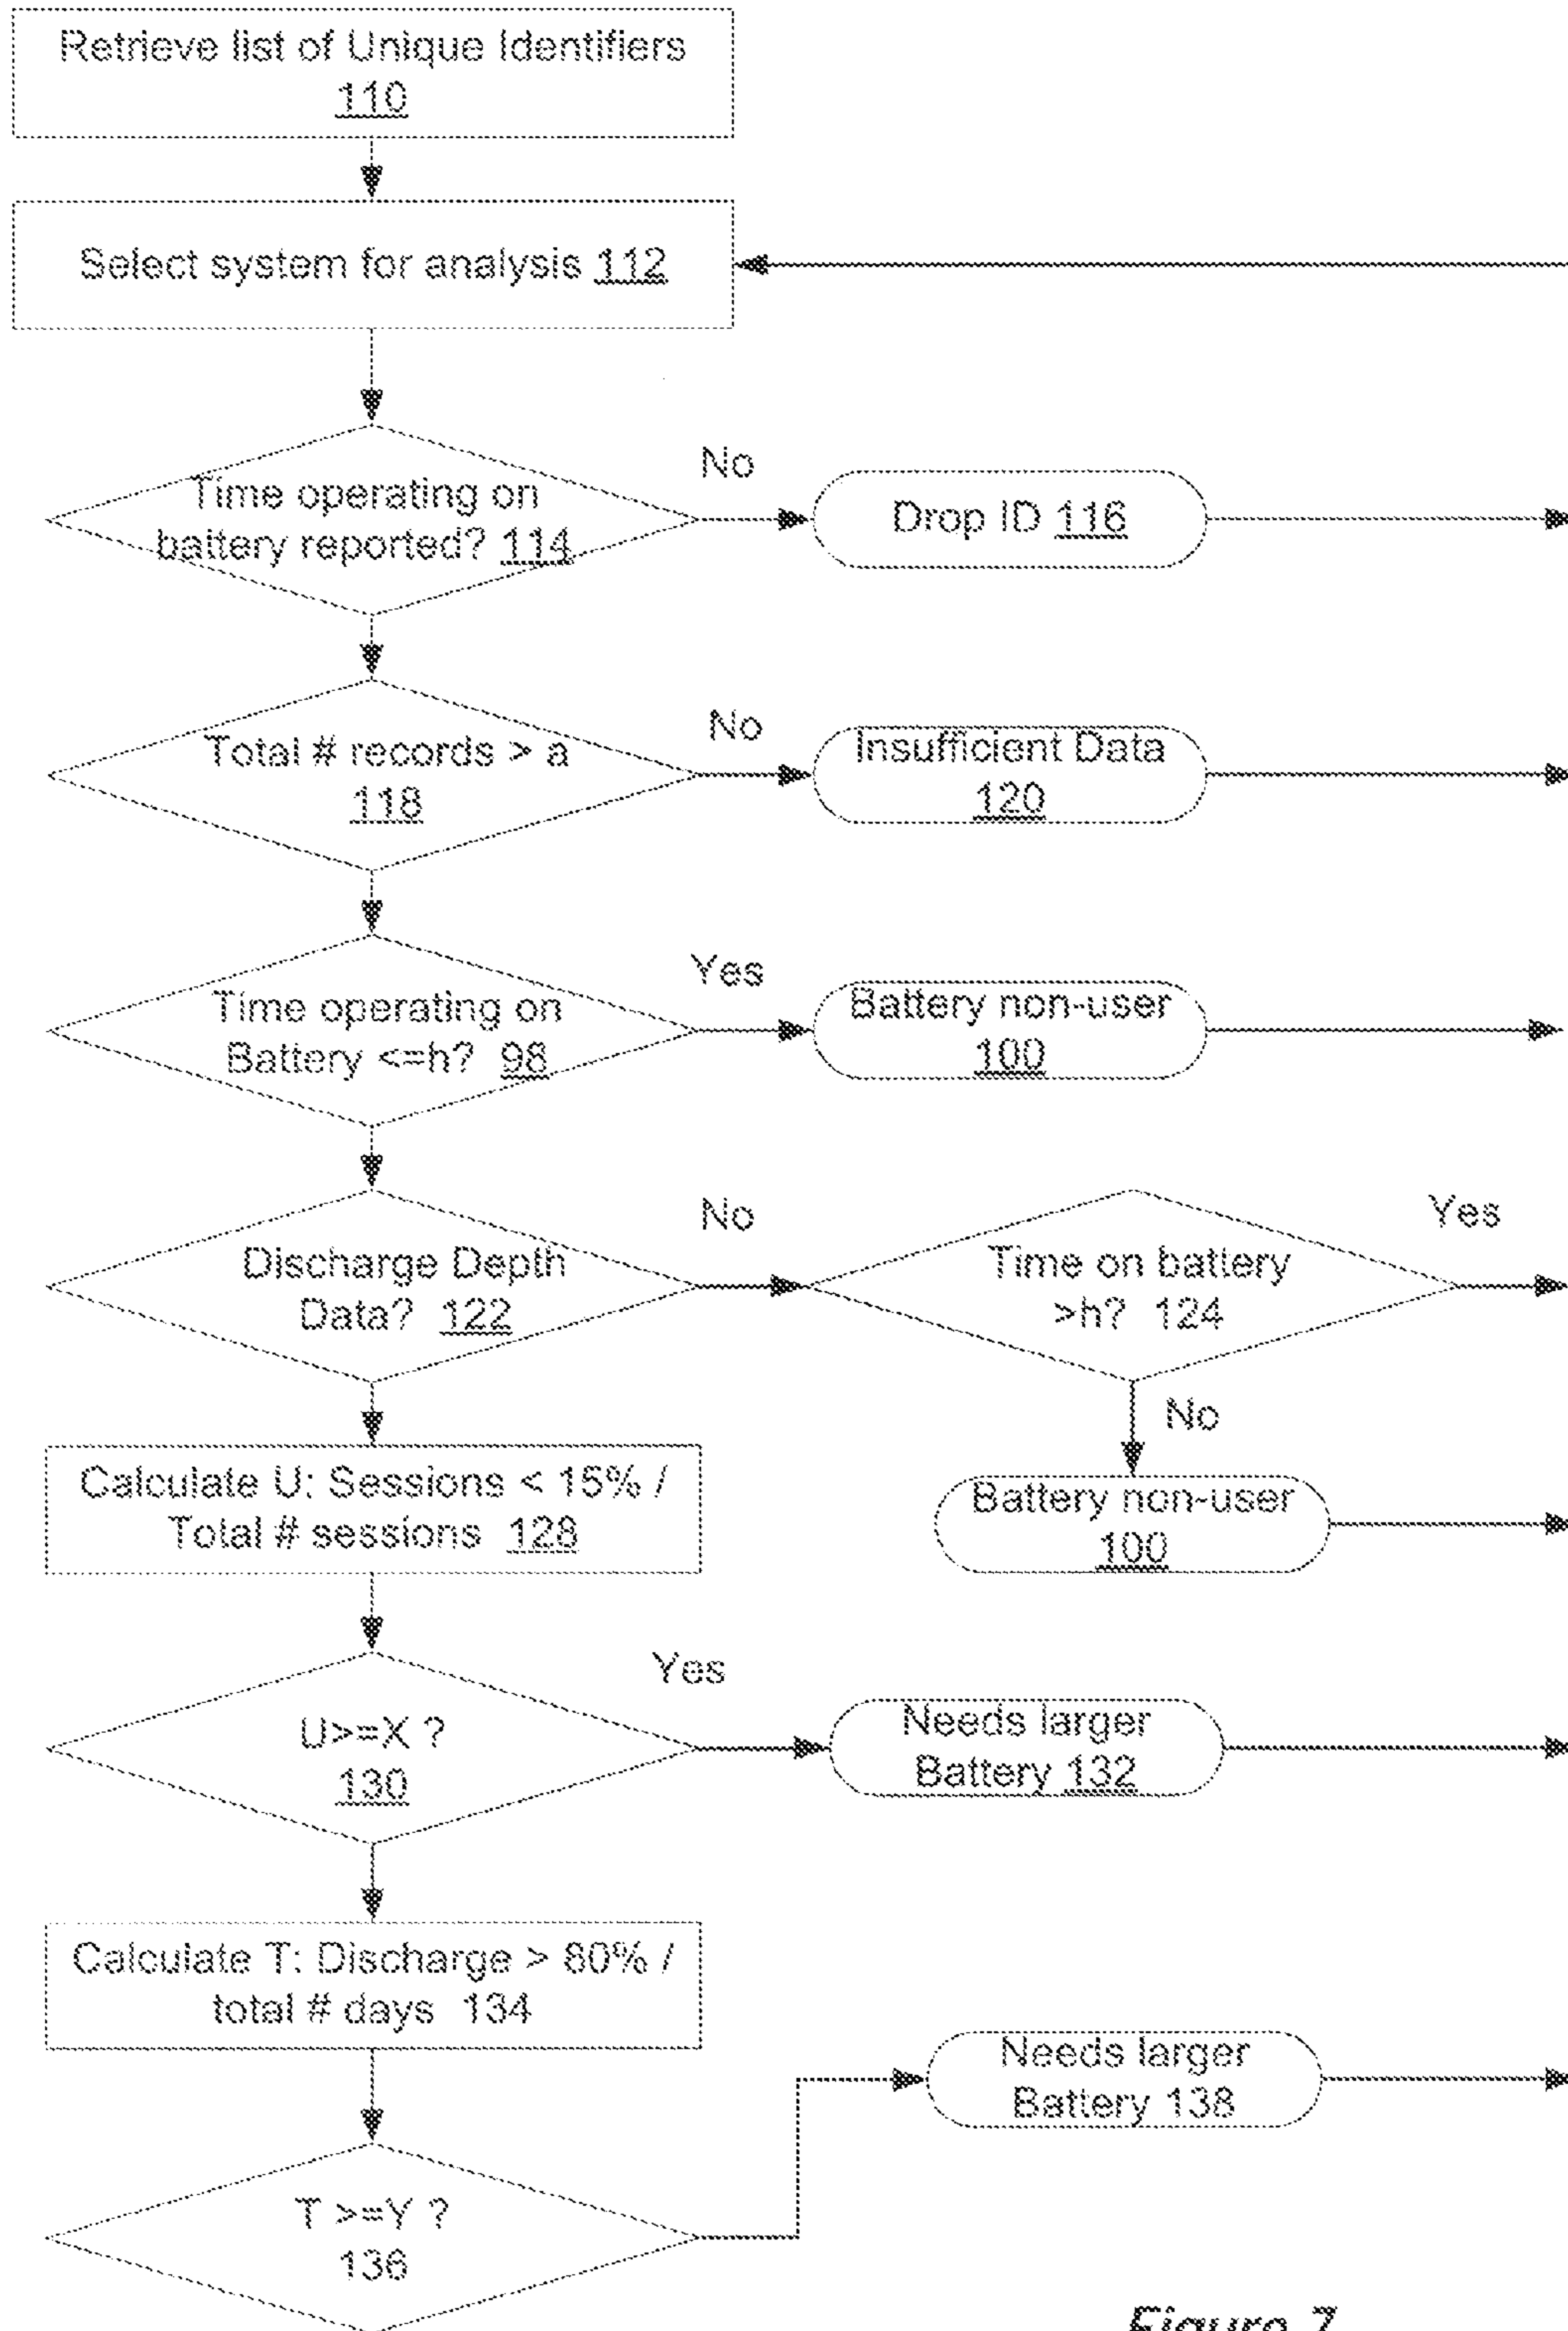 Retrieve list of Unique Identifiers
110
Select system for analysis 112
No
Time operating on
battery reported? 114
Drop ID 116
No
Total # records > a
118
Insufficient Data
120
Yes
Time operating on
Battery <=h? 98
Battery non-user
100
No
Yes
Discharge Depth
Data? 122
Time on battery
>h? 124
No
Calculate U: Sessions < 15% /
Total # sessions 128
Battery non-user
100
Yes
U>=X ?
130
Needs larger
Battery 132
Calculate T: Discharge > 80% /
total # days 134
Needs larger
Battery 138
T >=Y ?
136
Figure 7